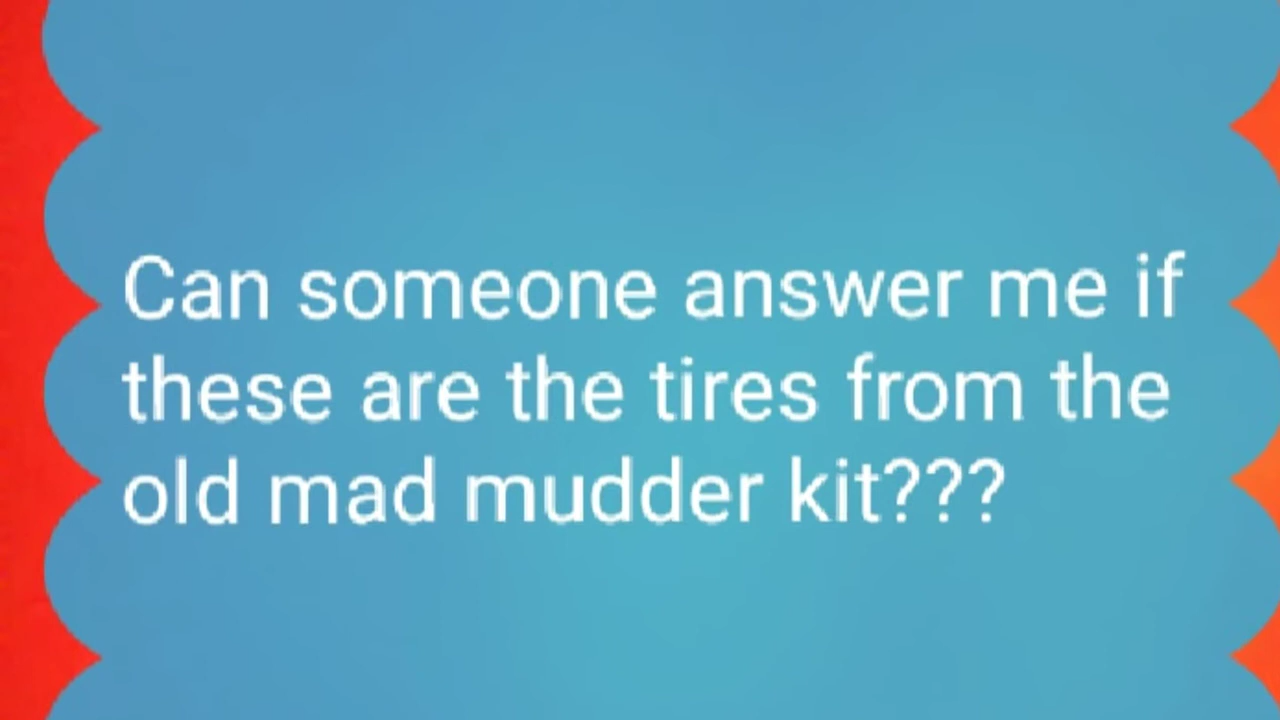 Can someone answer me if
these are the tires from the
old mad mudder kit???